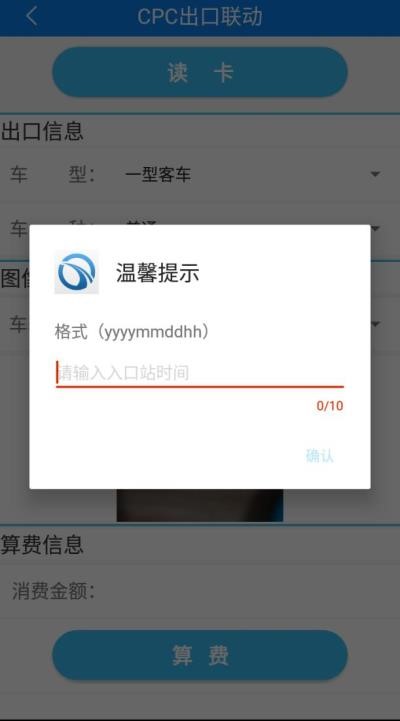 CPC出口联动
读 卡
出口信息
车 型： 一型客车
车
图
车
温馨提示
格式（yyyymmddhh）
请输入入口站时间
0/10
确认
算费信息
消费金额：
算 费